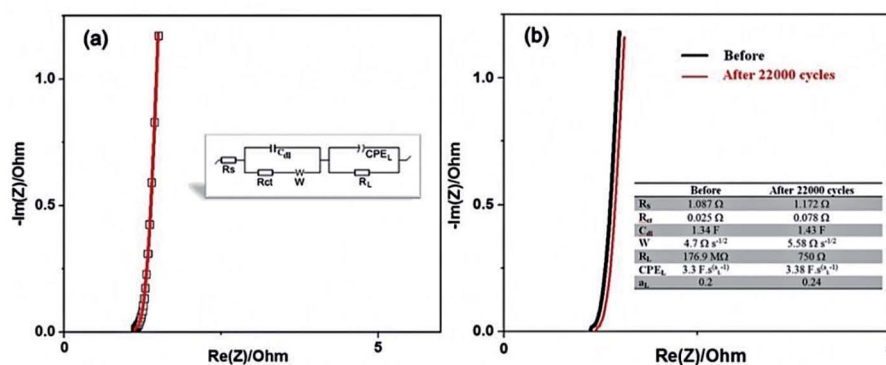 (a)
1.0
0.5
0.0
-Im(Z)/Ohm
0
5
Re(Z)/Ohm
Rs
Cdl
Rct
W
CPEL
RL
(b)
1.0
0.5
0.0
-Im(Z)/Ohm
Re(Z)/Ohm
Before
After 22000 cycles
Before After 22000 cycles
Rs 1.087 Ω 1.172 Ω
Rct 0.025 Ω 0.078 Ω
Cdl 1.34 F 1.43 F
W 4.7 Ω s-1/2 5.58 Ω s-1/2
RL 176.9 MΩ 750 Ω
CPEL 3.3 F.s(aL-1) 3.38 F.s(aL-1)
aL 0.2 0.24